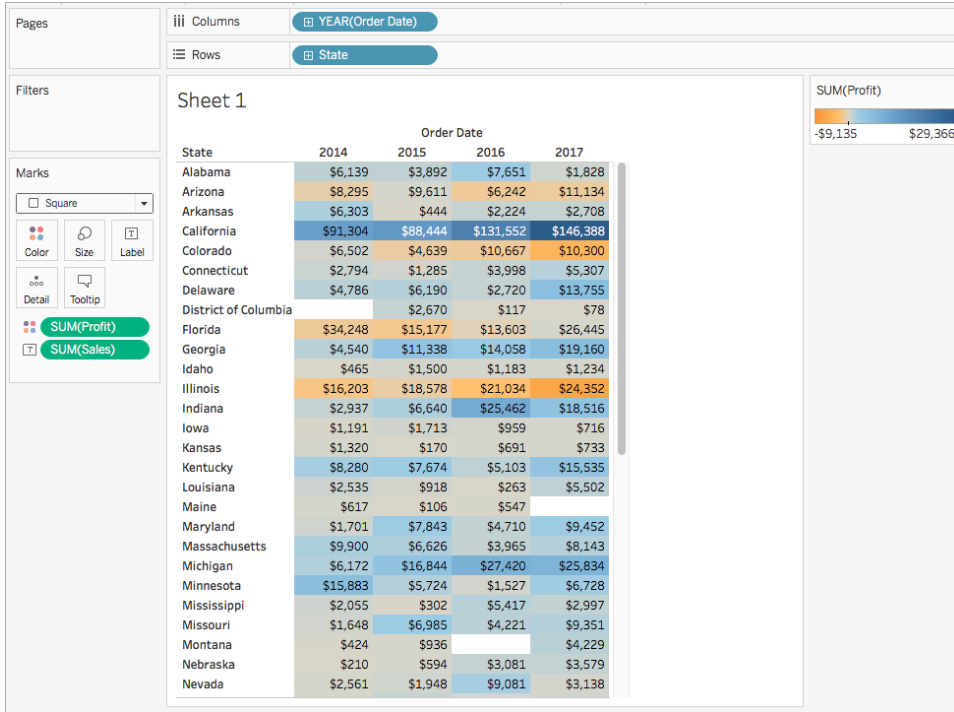 Pages
Columns
YEAR(Order Date)
Rows
State
Filters
Marks
Square
Color
Size
Label
Detail
Tooltip
SUM(Profit)
SUM(Sales)
Sheet 1
Order Date
State 2014 2015 2016 2017
Alabama $6,139 $3,892 $7,651 $1,828
Arizona $8,295 $9,611 $6,242 $11,134
Arkansas $6,303 $444 $2,224 $2,708
California $91,304 $88,444 $131,552 $146,388
Colorado $6,502 $4,639 $10,667 $10,300
Connecticut $2,794 $1,285 $3,998 $5,307
Delaware $4,786 $6,190 $2,720 $13,755
District of Columbia $2,670 $117 $78
Florida $34,248 $15,177 $13,603 $26,445
Georgia $4,540 $11,338 $14,058 $19,160
Idaho $465 $1,500 $1,183 $1,234
Illinois $16,203 $18,578 $21,034 $24,352
Indiana $2,937 $6,640 $25,462 $18,516
Iowa $1,191 $1,713 $959 $716
Kansas $1,320 $170 $691 $733
Kentucky $8,280 $7,674 $5,103 $15,535
Louisiana $2,535 $918 $263 $5,502
Maine $617 $106 $547
Maryland $1,701 $7,843 $4,710 $9,452
Massachusetts $9,900 $6,626 $3,965 $8,143
Michigan $6,172 $16,844 $27,420 $25,834
Minnesota $15,883 $5,724 $1,527 $6,728
Mississippi $2,055 $302 $5,417 $2,997
Missouri $1,648 $6,985 $4,221 $9,351
Montana $424 $936 $4,229
Nebraska $210 $594 $3,081 $3,579
Nevada $2,561 $1,948 $9,081 $3,138
SUM(Profit)
-$9,135 $29,366